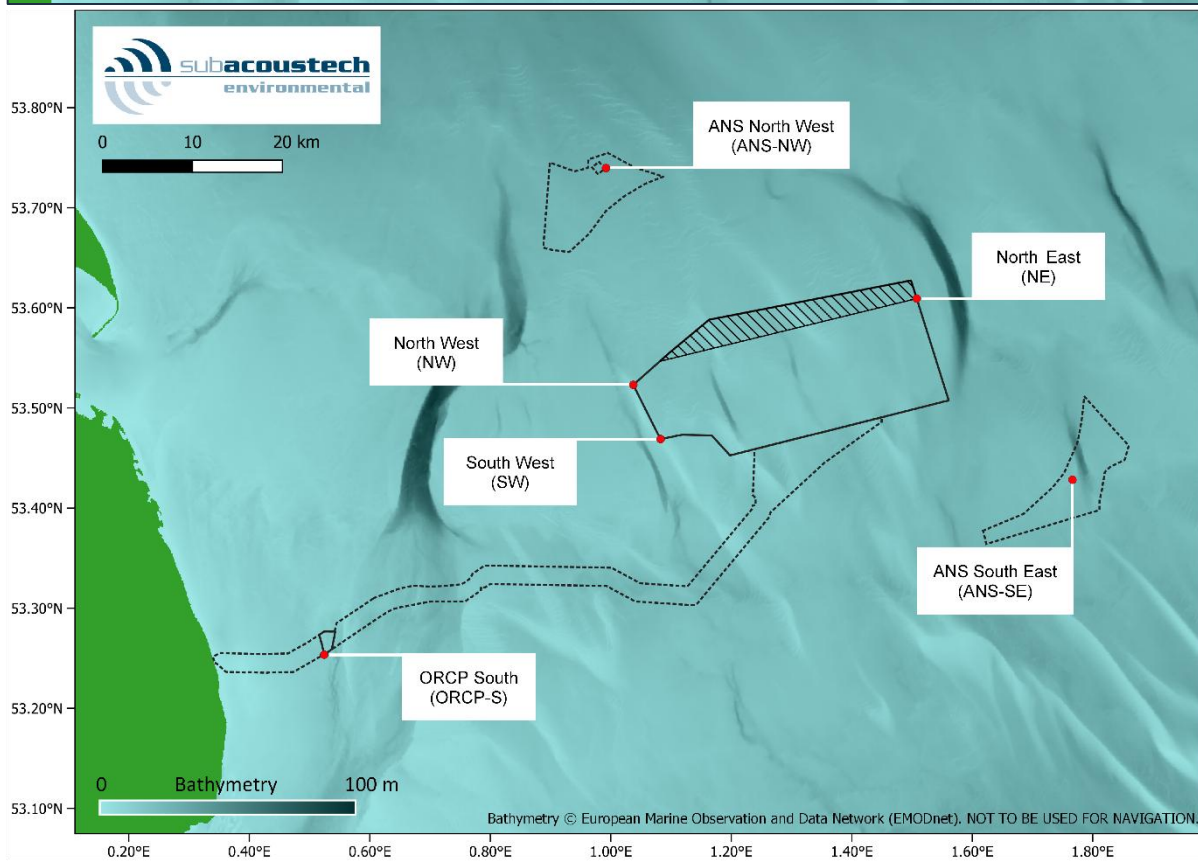 subacoustech
environmental
0 10 20 km
53.80°N
53.70°N
53.60°N
53.50°N
53.40°N
53.30°N
53.20°N
53.10°N
ANS North West
(ANS-NW)
North East
(NE)
North West
(NW)
South West
(SW)
ANS South East
(ANS-SE)
ORCP South
(ORCP-S)
0 Bathymetry 100 m
Bathymetry © European Marine Observation and Data Network (EMODnet). NOT TO BE USED FOR NAVIGATION.
0.20°E 0.40°E 0.60°E 0.80°E 1.00°E 1.20°E 1.40°E 1.60°E 1.80°E